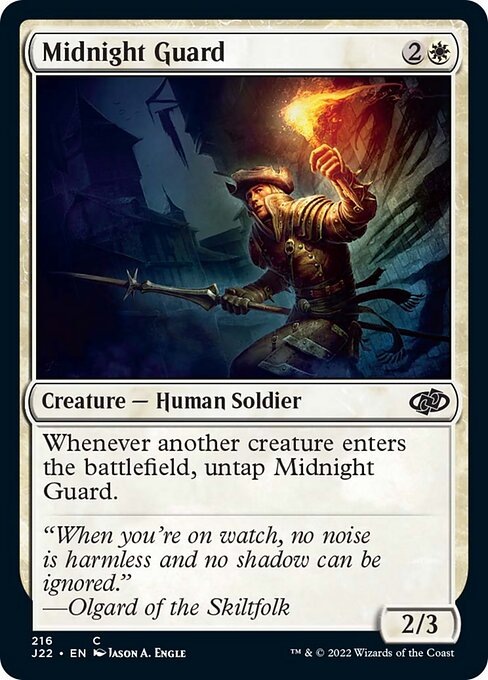 Midnight Guard 2
Creature — Human Soldier
Whenever another creature enters
the battlefield, untap Midnight
Guard.
“When you’re on watch, no noise
is harmless and no shadow can be
ignored.”
—Olgard of the Skiltfolk
2/3
216 C
J22 • EN Jason A. Engle
™ & © 2022 Wizards of the Coast